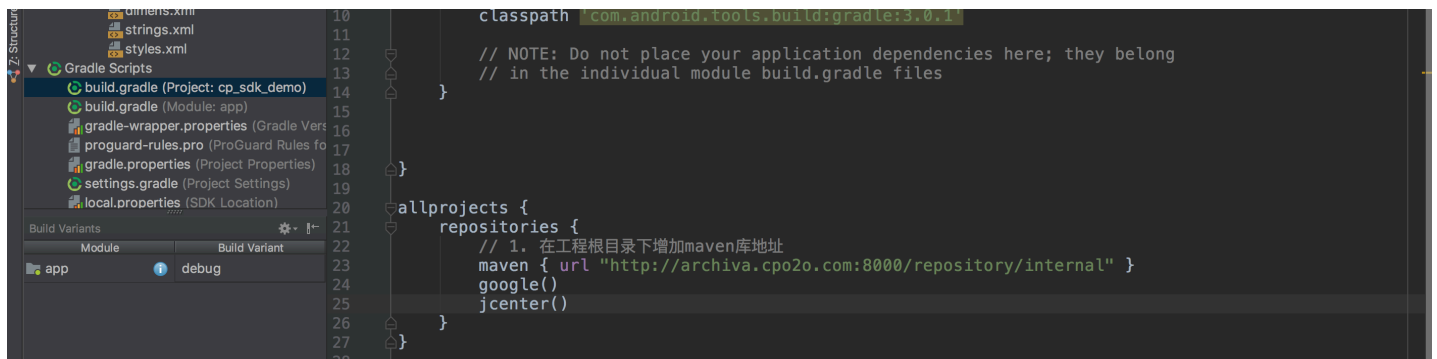 Z: Structure
dimens.xml
strings.xml
styles.xml
Gradle Scripts
build.gradle (Project: cp_sdk_demo)
build.gradle (Module: app)
gradle-wrapper.properties (Gradle Vers
proguard-rules.pro (ProGuard Rules fo
gradle.properties (Project Properties)
settings.gradle (Project Settings)
local.properties (SDK Location)
Build Variants
Module Build Variant
app debug
10 classpath 'com.android.tools.build:gradle:3.0.1'
11
12 // NOTE: Do not place your application dependencies here; they belong
13 // in the individual module build.gradle files
14 }
15
16
17
18 }
19
20 allprojects {
21 repositories {
22 // 1. 在工程根目录下增加maven库地址
23 maven { url "http://archiva.cpo2o.com:8000/repository/internal" }
24 google()
25 jcenter()
26 }
27 }